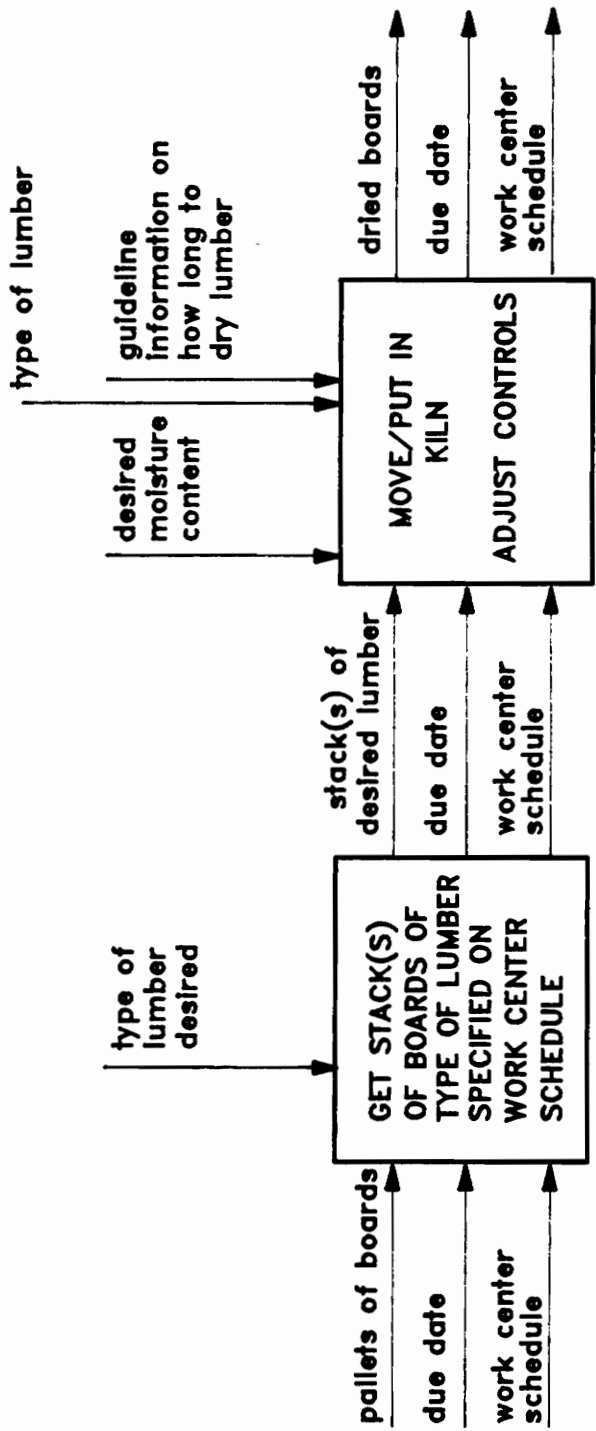 type of
lumber
desired
pallets of boards
due date
work center
schedule
GET STACK(S)
OF BOARDS OF
TYPE OF LUMBER
SPECIFIED ON
WORK CENTER
SCHEDULE
stack(s) of
desired lumber
due date
work center
schedule
desired
moisture
content
type of lumber
guideline
information on
how long to
dry lumber
MOVE/PUT IN
KILN
ADJUST CONTROLS
dried boards
due date
work center
schedule